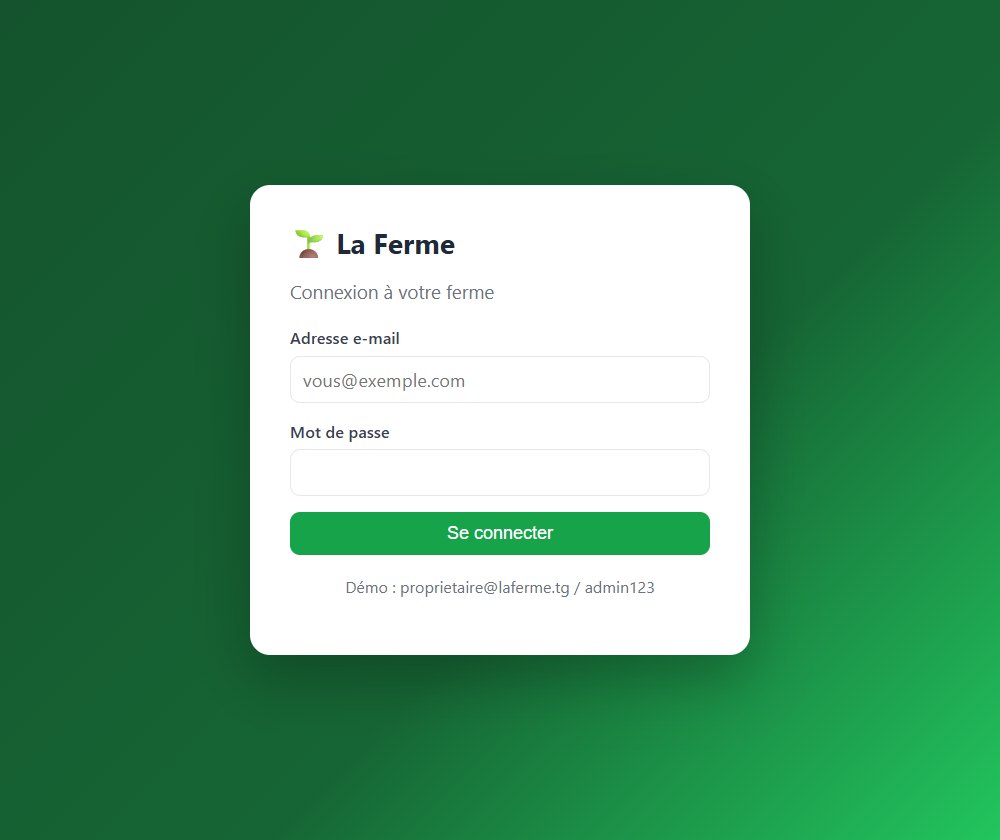 La Ferme
Connexion à votre ferme
Adresse e-mail
vous@exemple.com
Mot de passe
Se connecter
Démo : proprietaire@laferme.tg / admin123